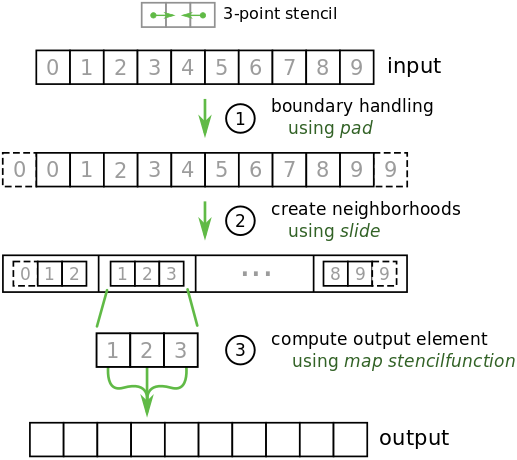 3-point stencil
0 1 2 3 4 5 6 7 8 9 input
1 boundary handling
using pad
0 0 1 2 3 4 5 6 7 8 9 9
2 create neighborhoods
using slide
0 1 2 1 2 3 ... 8 9 9
1 2 3
3 compute output element
using map stencilfunction
output